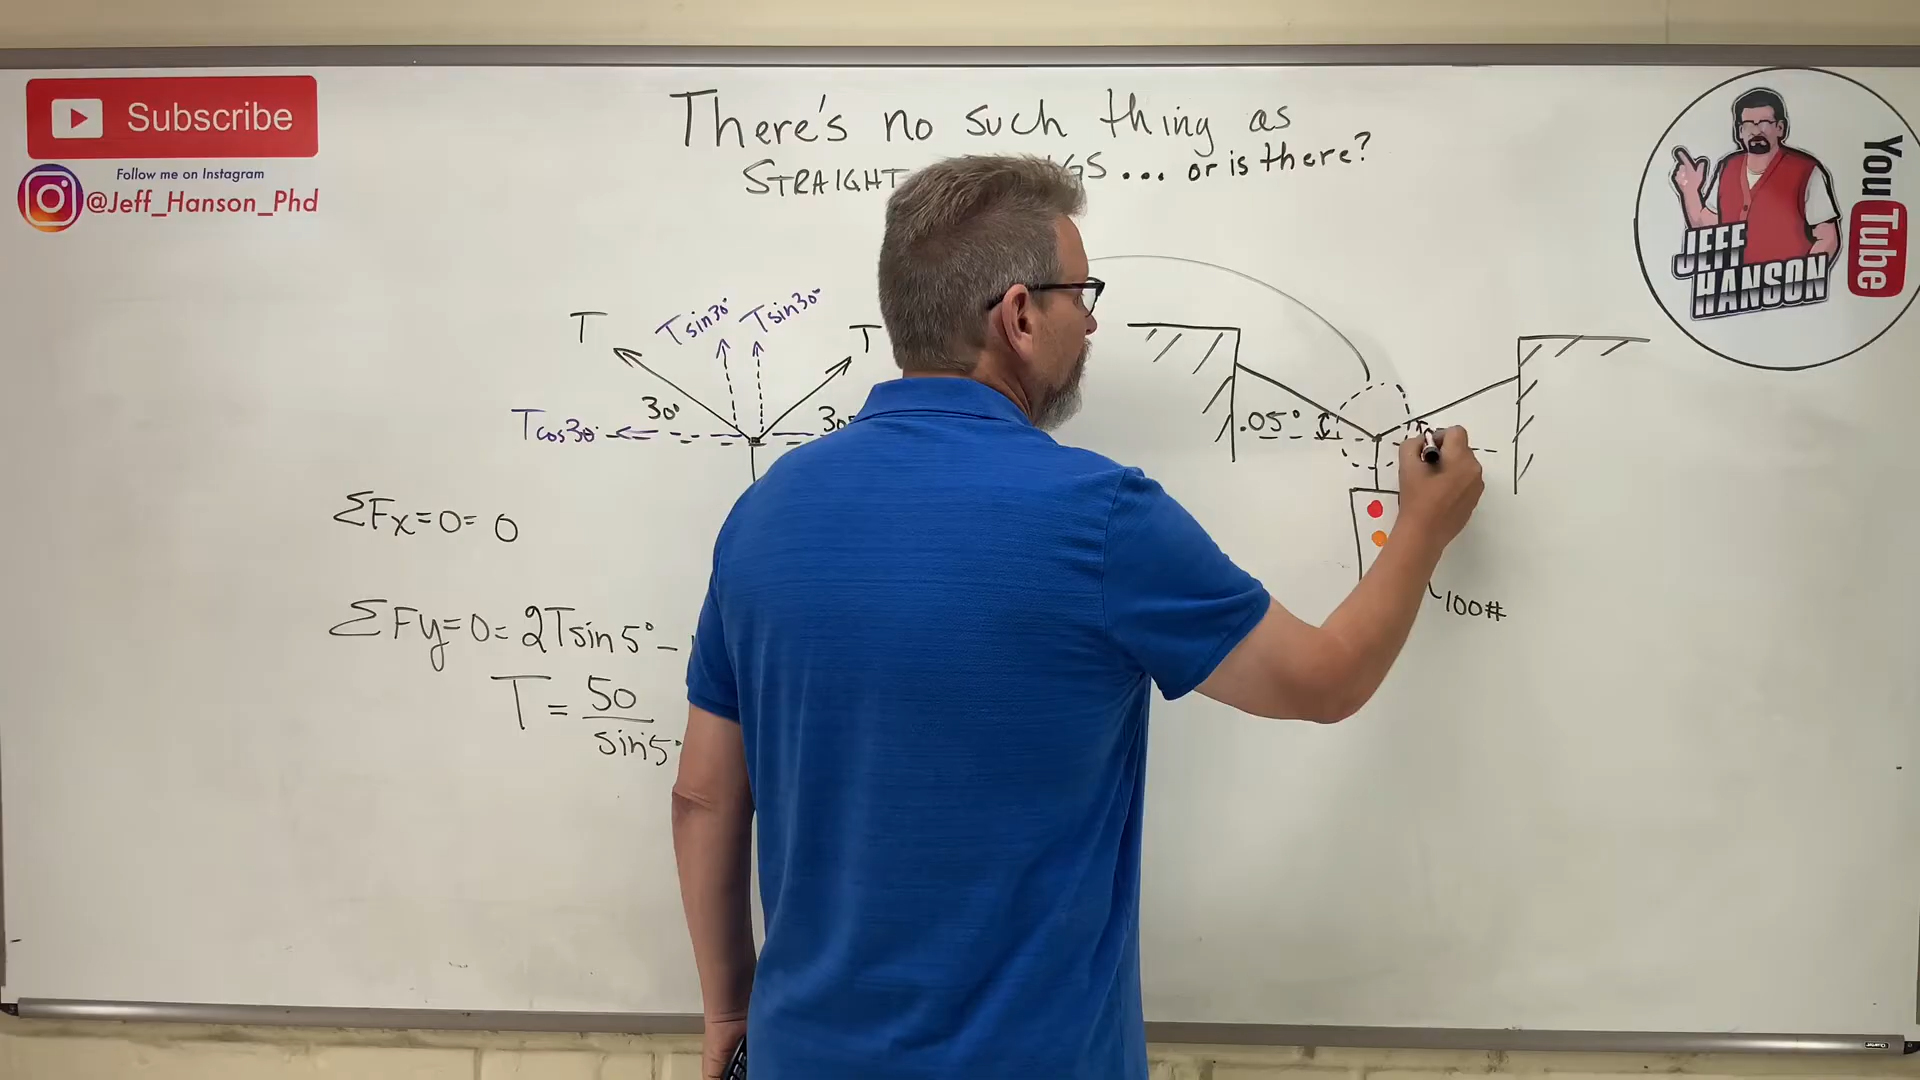 Subscribe
Follow me on Instagram
@Jeff_Hanson_Phd
There's no such thing as
STRAIGHT GS... or is there?
YouTube
JEFF
HANSON
T
Tsin30°
Tsin30°
T
30°
30°
Tcos30°
.05°
ΣFx=0=0
100#
ΣFy=0=2Tsin5°-
T=50/sin5°